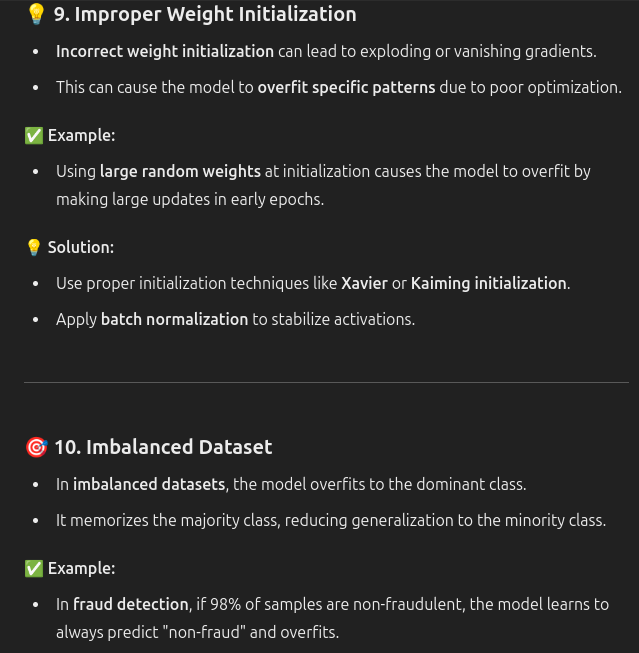 💡 9. Improper Weight Initialization
• Incorrect weight initialization can lead to exploding or vanishing gradients.
• This can cause the model to overfit specific patterns due to poor optimization.
✅ Example:
• Using large random weights at initialization causes the model to overfit by
making large updates in early epochs.
💡 Solution:
• Use proper initialization techniques like Xavier or Kaiming initialization.
• Apply batch normalization to stabilize activations.
🎯 10. Imbalanced Dataset
• In imbalanced datasets, the model overfits to the dominant class.
• It memorizes the majority class, reducing generalization to the minority class.
✅ Example:
• In fraud detection, if 98% of samples are non-fraudulent, the model learns to
always predict "non-fraud" and overfits.